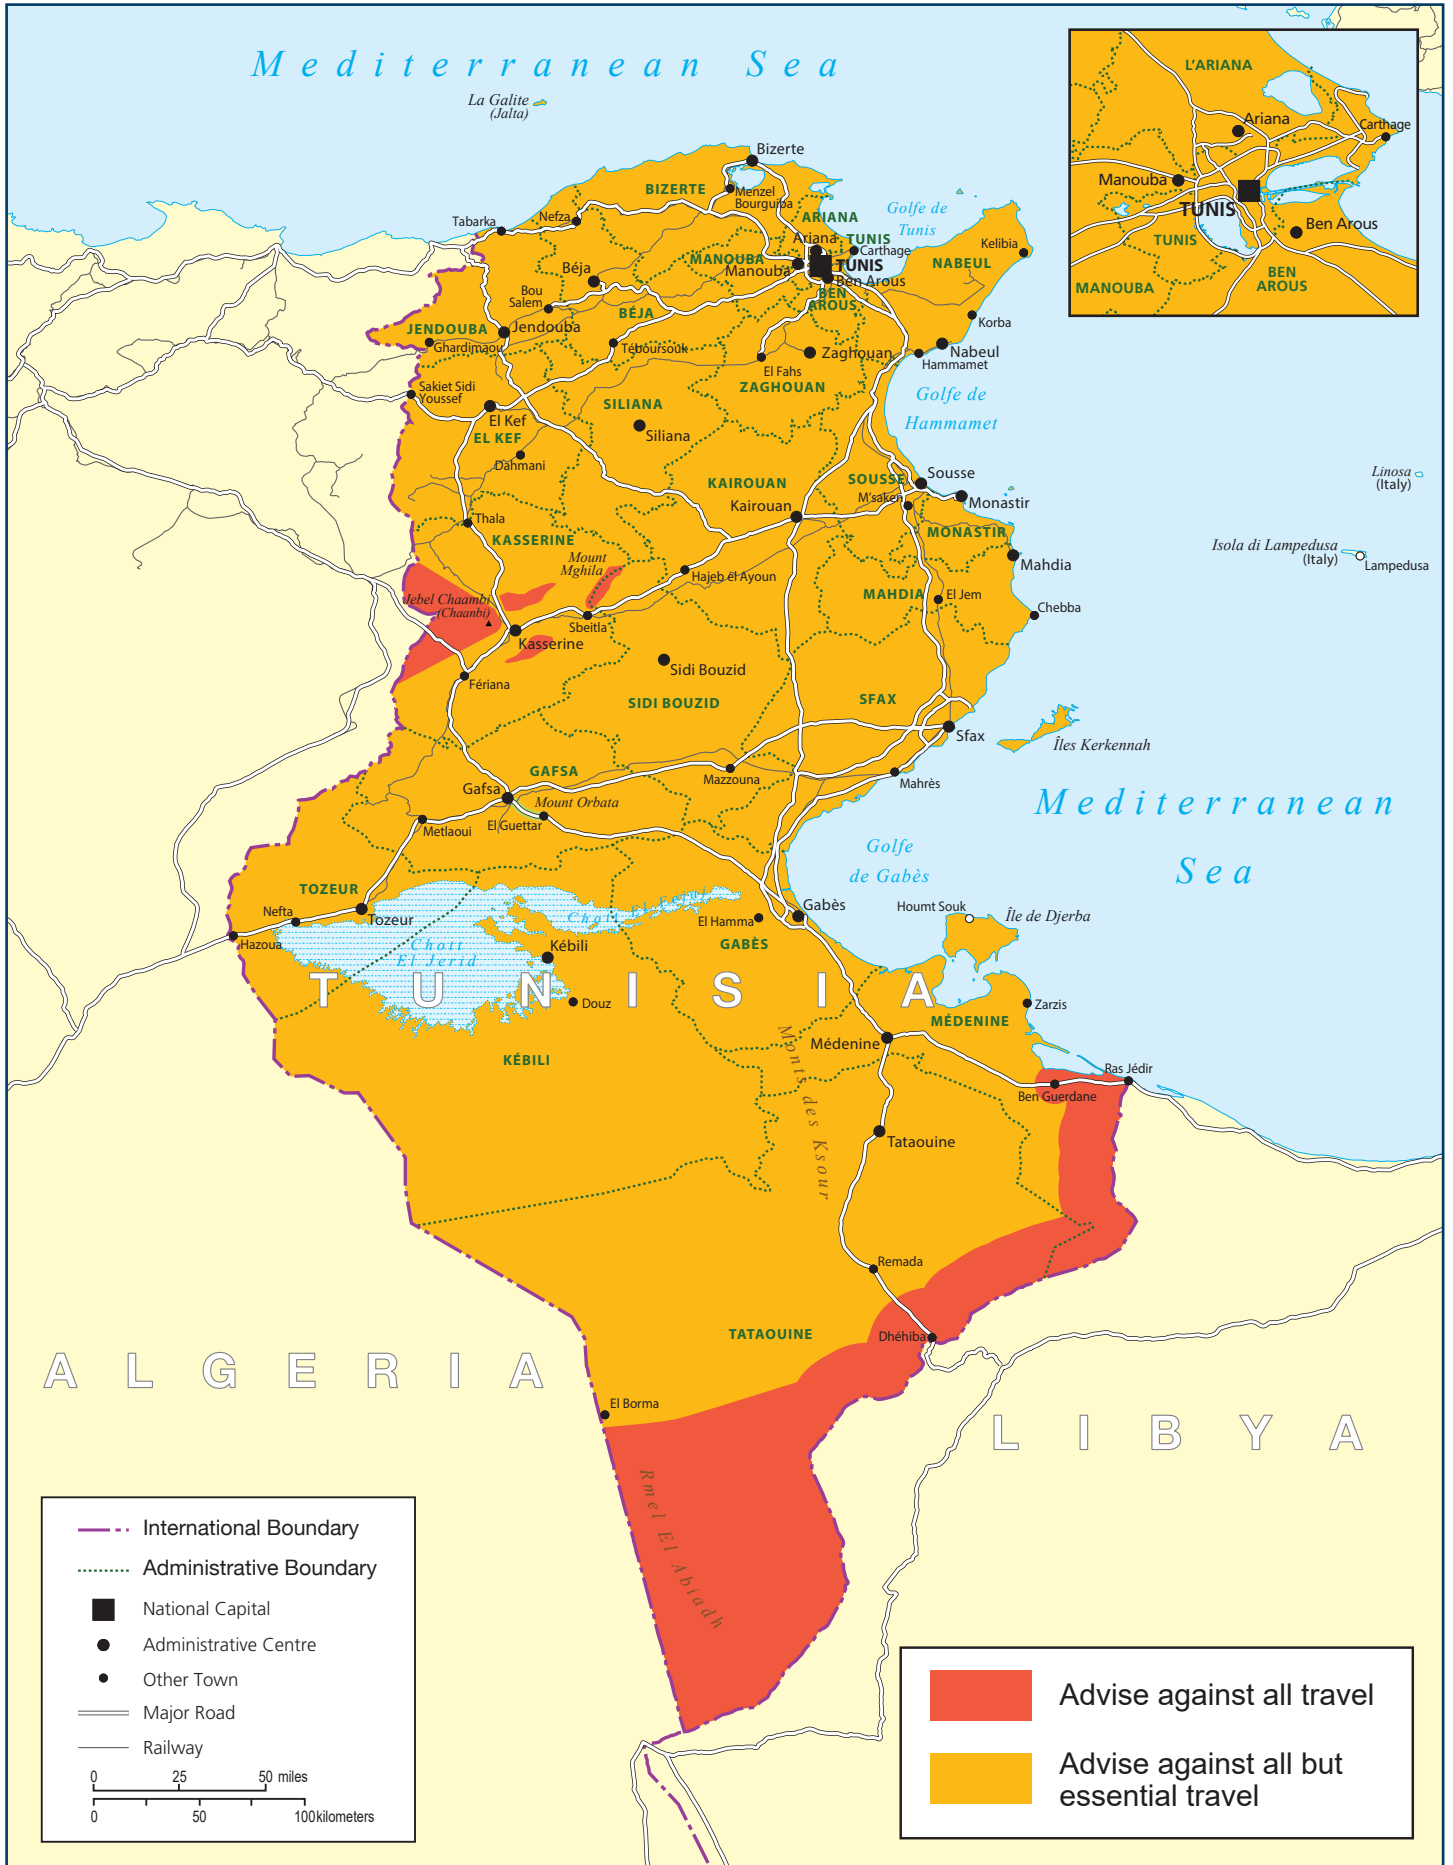 Mediterranean Sea
La Galite
(Jalta)
Bizerte
BIZERTE
Menzel
Bourguiba
Tabarka
Nefza
ARIANA
Golfe de
Tunis
Ariana
TUNIS
Carthage
Kelibia
MANOUBA
Manouba
TUNIS
NABEUL
Béja
Ben Arous
BEN
AROUS
Bou
Salem
BÉJA
Korba
JENDOUBA
Jendouba
Ghardimaou
Téboursouk
Zaghouan
Nabeul
Hammamet
El Fahs
ZAGHOUAN
Sakiet Sidi
Youssef
Golfe de
Hammamet
SILIANA
El Kef
EL KEF
Siliana
Dahmani
KAIROUAN
SOUSSE
Sousse
Linosa
(Italy)
Kairouan
M'saken
Monastir
Thala
MONASTIR
KASSERINE
Mount
Mghila
Isola di Lampedusa
(Italy)
Lampedusa
Mahdia
Hajeb el Ayoun
MAHDIA
El Jem
Jebel Chaambi
(Chaanbi)
Chebba
Sbeitla
Kasserine
Sidi Bouzid
Fériana
SIDI BOUZID
SFAX
Sfax
Îles Kerkennah
GAFSA
Mazzouna
Mahrès
Gafsa
Mount Orbata
Metlaoui
El Guettar
Mediterranean
Sea
Golfe
de Gabès
TOZEUR
Nefta
Tozeur
Chott El Fejaj
Gabès
El Hamma
Houmt Souk
Île de Djerba
Hazoua
Chott
El Jerid
Kébili
GABÈS
TUNISIA
Douz
Zarzis
MÉDENINE
Médenine
KÉBILI
Monts des Ksour
Ras Jédir
Ben Guerdane
Tataouine
Remada
TATAOUINE
Dhéhiba
ALGERIA
El Borma
LIBYA
Rmel El Abiadh
L'ARIANA
Ariana
Carthage
Manouba
TUNIS
Ben Arous
TUNIS
MANOUBA
BEN
AROUS
International Boundary
Administrative Boundary
National Capital
Administrative Centre
Other Town
Major Road
Railway
0 25 50 miles
0 50 100kilometers
Advise against all travel
Advise against all but
essential travel